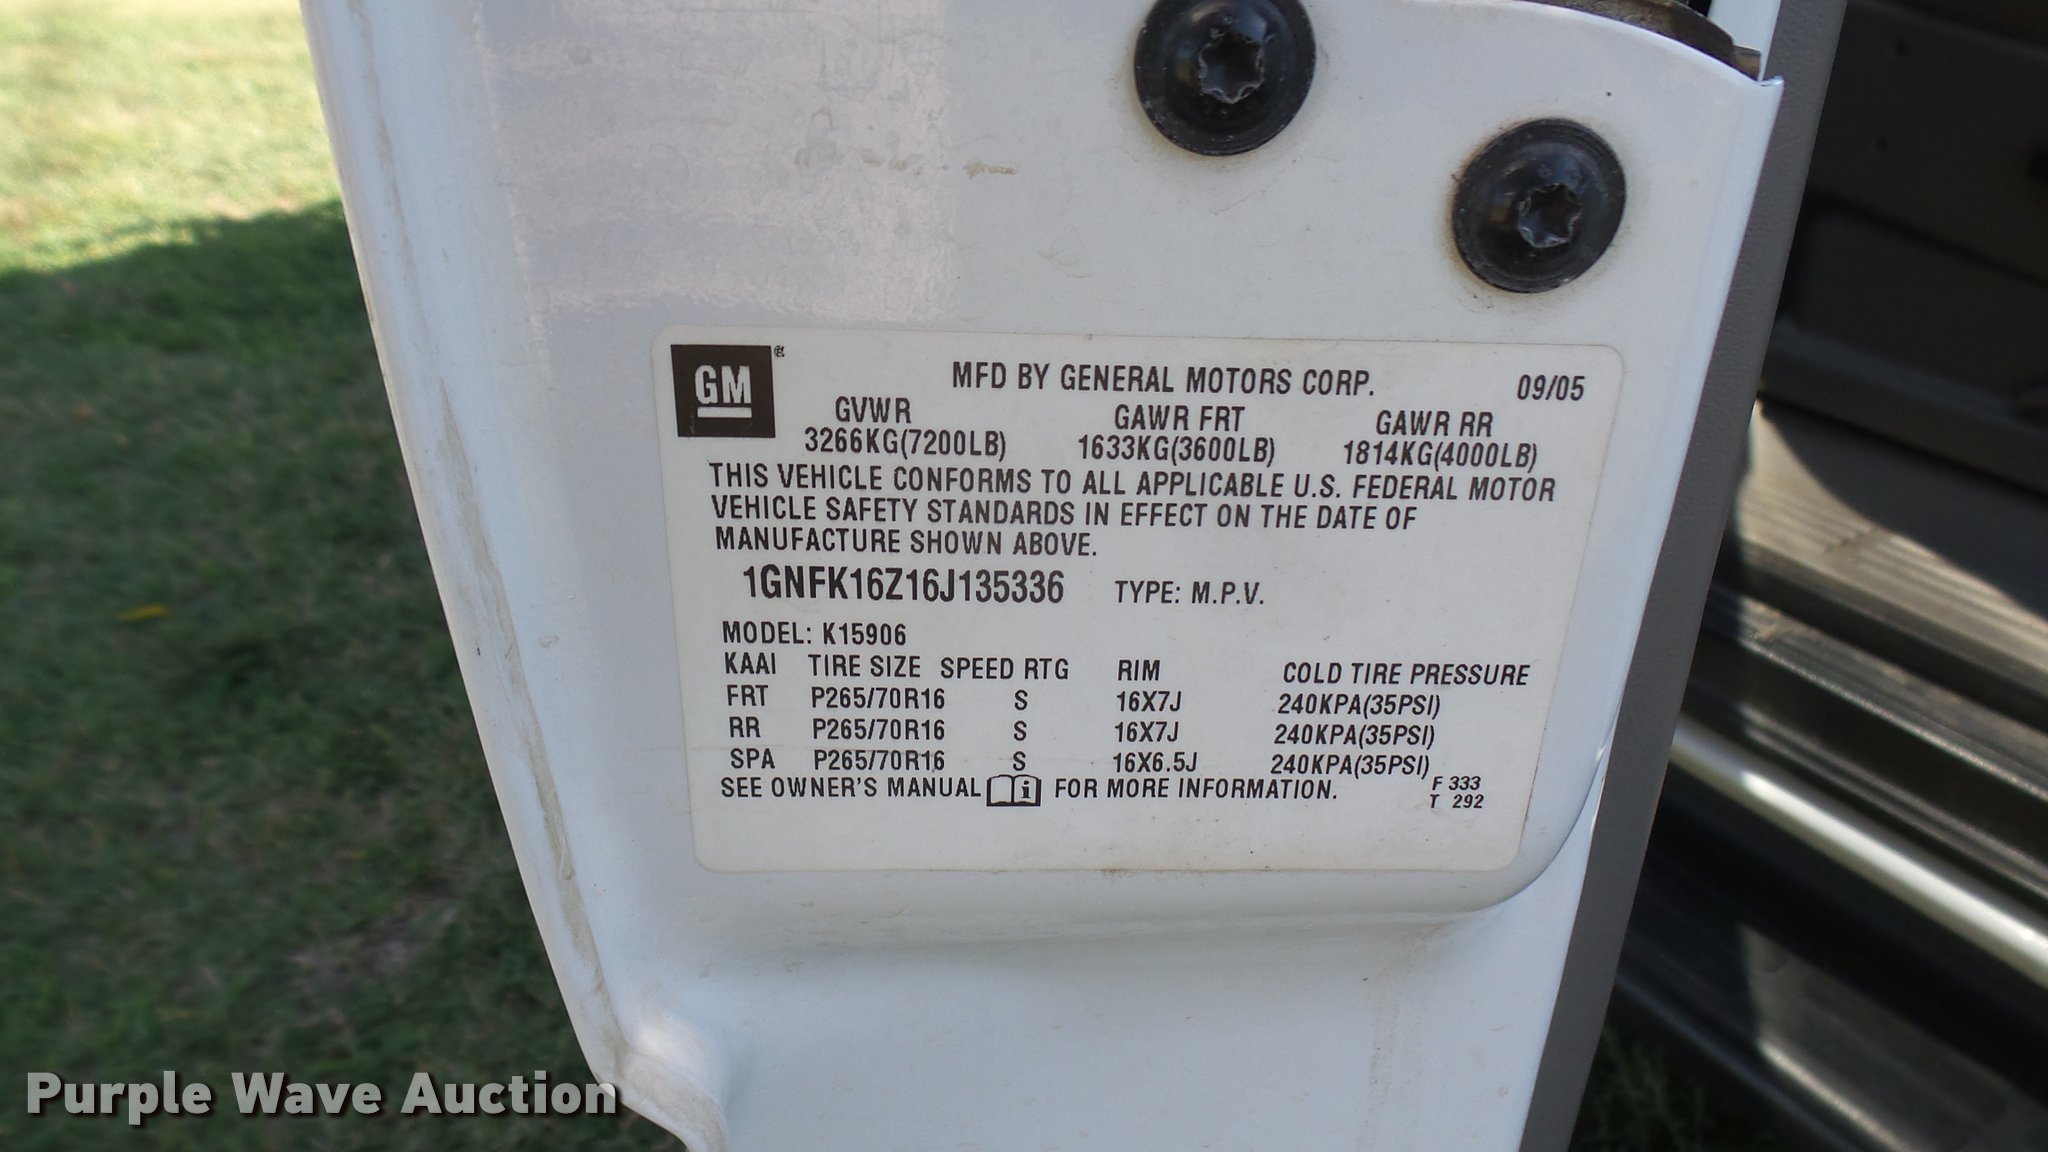 GM
MFD BY GENERAL MOTORS CORP. 09/05
GVWR GAWR FRT GAWR RR
3266KG(7200LB) 1633KG(3600LB) 1814KG(4000LB)
THIS VEHICLE CONFORMS TO ALL APPLICABLE U.S. FEDERAL MOTOR
VEHICLE SAFETY STANDARDS IN EFFECT ON THE DATE OF
MANUFACTURE SHOWN ABOVE.
1GNFK16Z16J135336 TYPE: M.P.V.
MODEL: K15906
KAAI TIRE SIZE SPEED RTG RIM COLD TIRE PRESSURE
FRT P265/70R16 S 16X7J 240KPA(35PSI)
RR P265/70R16 S 16X7J 240KPA(35PSI)
SPA P265/70R16 S 16X6.5J 240KPA(35PSI)
SEE OWNER'S MANUAL FOR MORE INFORMATION.
F 333
T 292
Purple Wave Auction